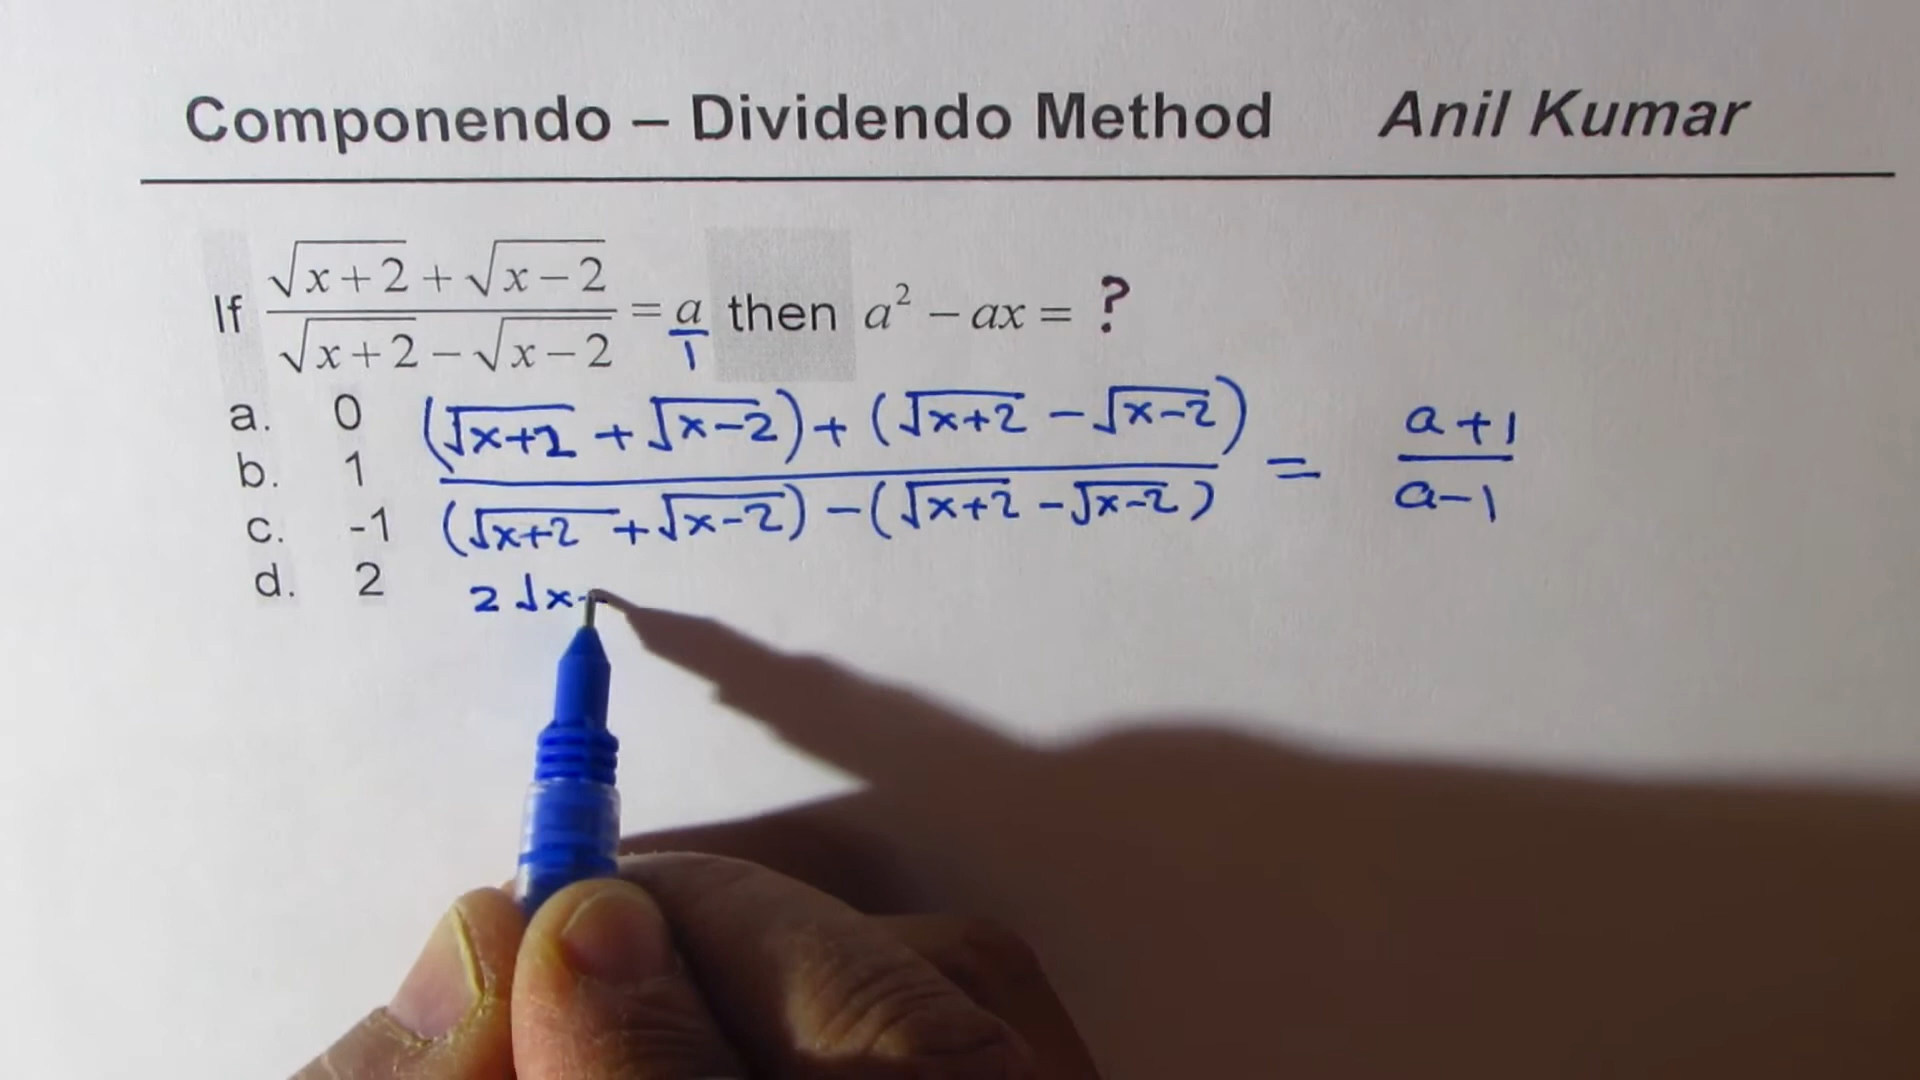 Componendo – Dividendo Method Anil Kumar
If (√(x+2) + √(x−2)) / (√(x+2) − √(x−2)) = a/1 then a² − ax = ?
a. 0
b. 1
c. -1
d. 2
((√(x+2) + √(x−2)) + (√(x+2) − √(x−2))) / ((√(x+2) + √(x−2)) − (√(x+2) − √(x−2))) = (a+1)/(a−1)
2√x